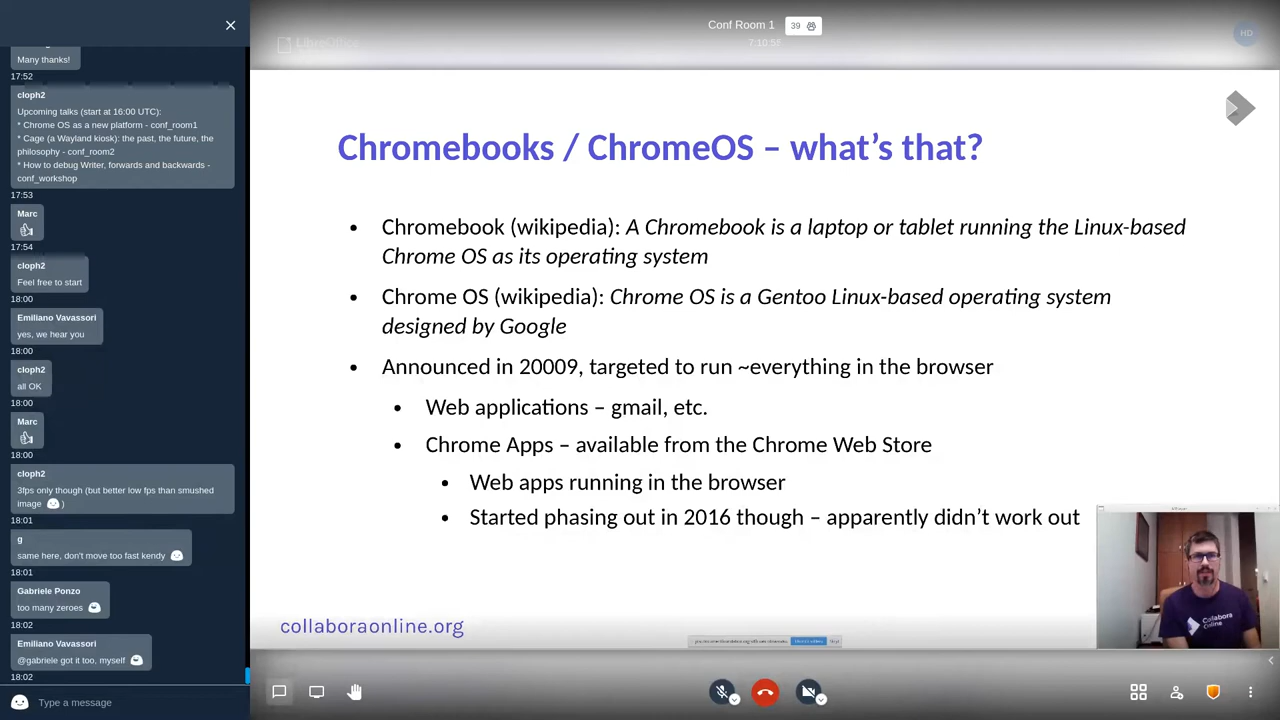 Many thanks!
17:52
cloph2
Upcoming talks (start at 16:00 UTC):
* Chrome OS as a new platform - conf_room1
* Cage (a Wayland kiosk): the past, the future, the
philosophy - conf_room2
* How to debug Writer, forwards and backwards -
conf_workshop
17:53
Marc
17:54
cloph2
Feel free to start
18:00
Emiliano Vavassori
yes, we hear you
18:00
cloph2
all OK
18:00
Marc
18:00
cloph2
3fps only though (but better low fps than smushed
image )
18:01
g
same here, don't move too fast kendy
18:01
Gabriele Ponzo
too many zeroes
18:02
Emiliano Vavassori
@gabriele got it too, myself
18:02
Type a message
Conf Room 1
39
7:10:55
HD
LibreOffice
Chromebooks / ChromeOS – what's that?
• Chromebook (wikipedia): A Chromebook is a laptop or tablet running the Linux-based
Chrome OS as its operating system
• Chrome OS (wikipedia): Chrome OS is a Gentoo Linux-based operating system
designed by Google
• Announced in 20009, targeted to run ~everything in the browser
• Web applications – gmail, etc.
• Chrome Apps – available from the Chrome Web Store
• Web apps running in the browser
• Started phasing out in 2016 though – apparently didn't work out
collaboraonline.org
Collabora
Online